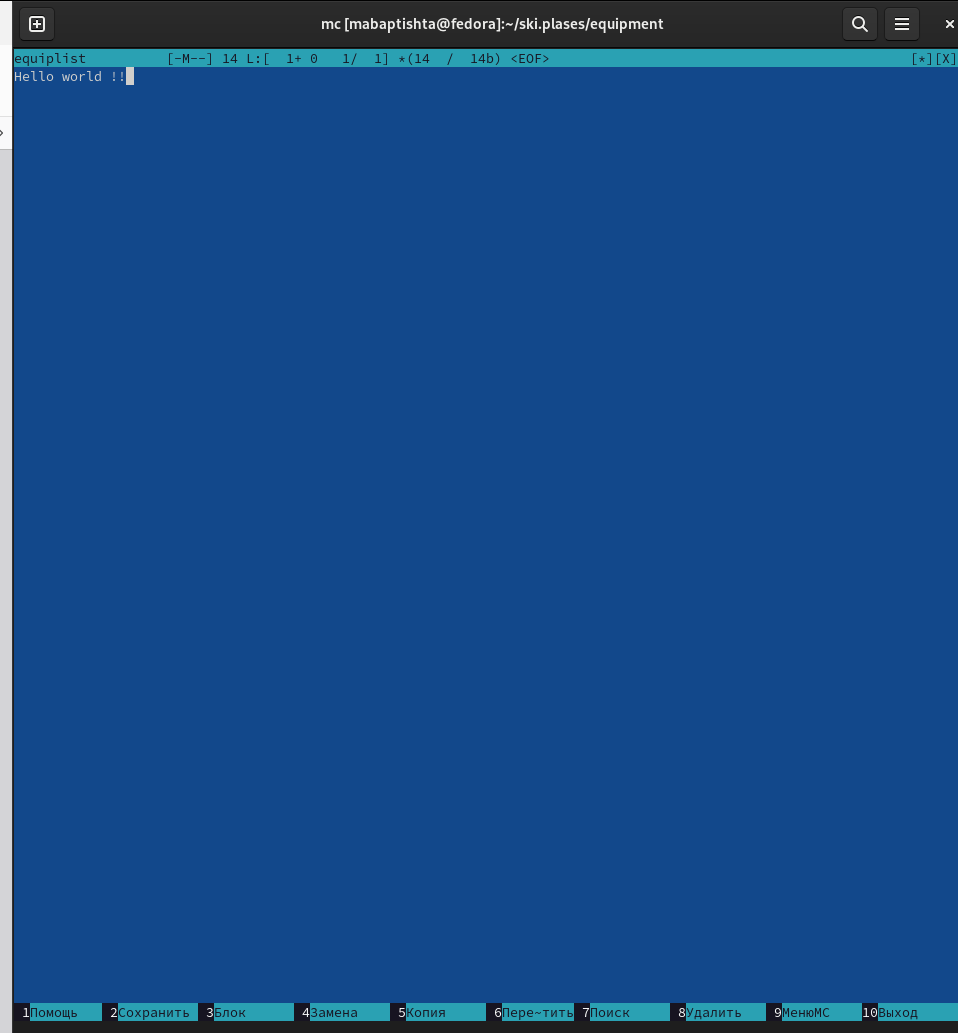 mc [mabaptishta@fedora]:~/ski.plases/equipment
equiplist [-M--] 14 L:[ 1+ 0 1/ 1] *(14 / 14b) <EOF> [*][X]
Hello world !!
1Помощь 2Сохранить 3Блок 4Замена 5Копия 6Пере~тить 7Поиск 8Удалить 9МенюMC 10Выход